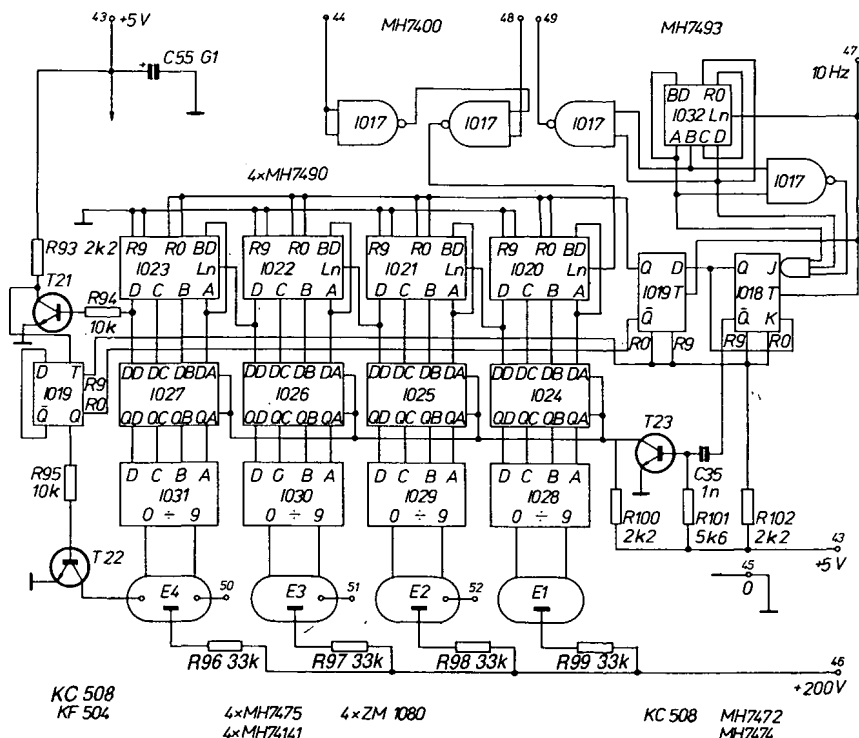 43 +5V
C55 G1
44
MH7400
48
49
MH7493
47
10 Hz
BD R0
I032 Ln
A B C D
I017
I017
I017
I017
4×MH7490
R93 2k2
T21
R94
10k
R9 R0 BD
I023 Ln
D C B A
R9 R0 BD
I022 Ln
D C B A
R9 R0 BD
I021 Ln
D C B A
R9 R0 BD
I020 Ln
D C B A
Q D
I019 T
Q̄
R0 R9
Q J
I018 T
Q̄ K
R9 R0
D T
I019
Q̄ Q
R9
R0
DD DC DB DA
I027
QD QC QB QA
DD DC DB DA
I026
QD QC QB QA
DD DC DB DA
I025
QD QC QB QA
DD DC DB DA
I024
QD QC QB QA
T23
C35
1n
R95
10k
D C B A
I031
0 ÷ 9
D C B A
I030
0 ÷ 9
D C B A
I029
0 ÷ 9
D C B A
I028
0 ÷ 9
R100
2k2
R101
5k6
R102
2k2
43
+5V
45
0
T22
E4
50
E3
51
E2
52
E1
R96 33k
R97 33k
R98 33k
R99 33k
46
+200V
KC 508
KF 504
4×MH7475
4×MH74141
4×ZM 1080
KC 508
MH7472
MH7474